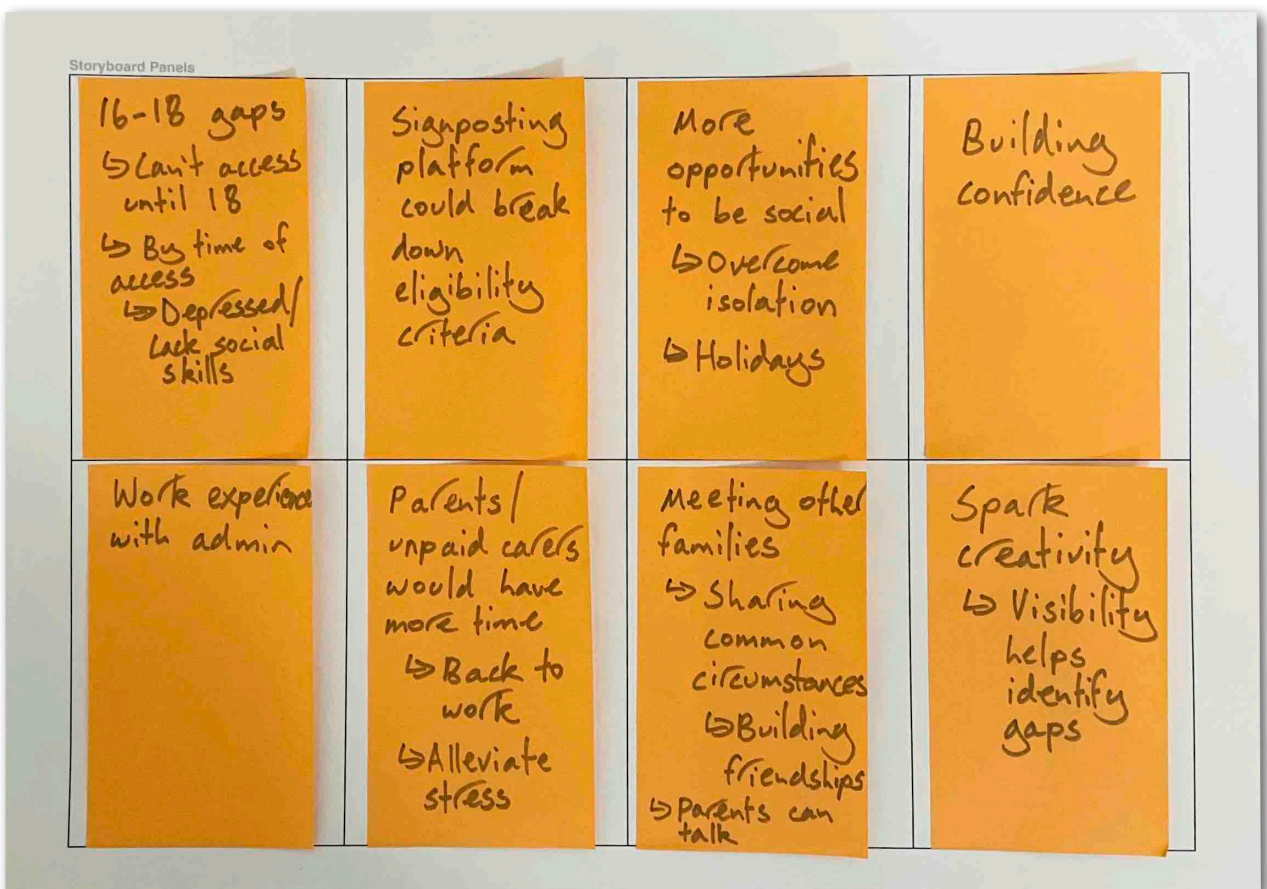 Storyboard Panels
16-18 gaps
↳ Can't access
until 18
↳ By time of
access
↳ Depressed/
Lack social
skills
Signposting
platform
could break
down
eligibility
criteria
More
opportunities
to be social
↳ Overcome
isolation
↳ Holidays
Building
confidence
Work experience
with admin
Parents/
unpaid carers
would have
more time
↳ Back to
work
↳ Alleviate
stress
Meeting other
families
↳ Sharing
common
circumstances
↳ Building
friendships
↳ Parents can
talk
Spark
creativity
↳ Visibility
helps
identify
gaps